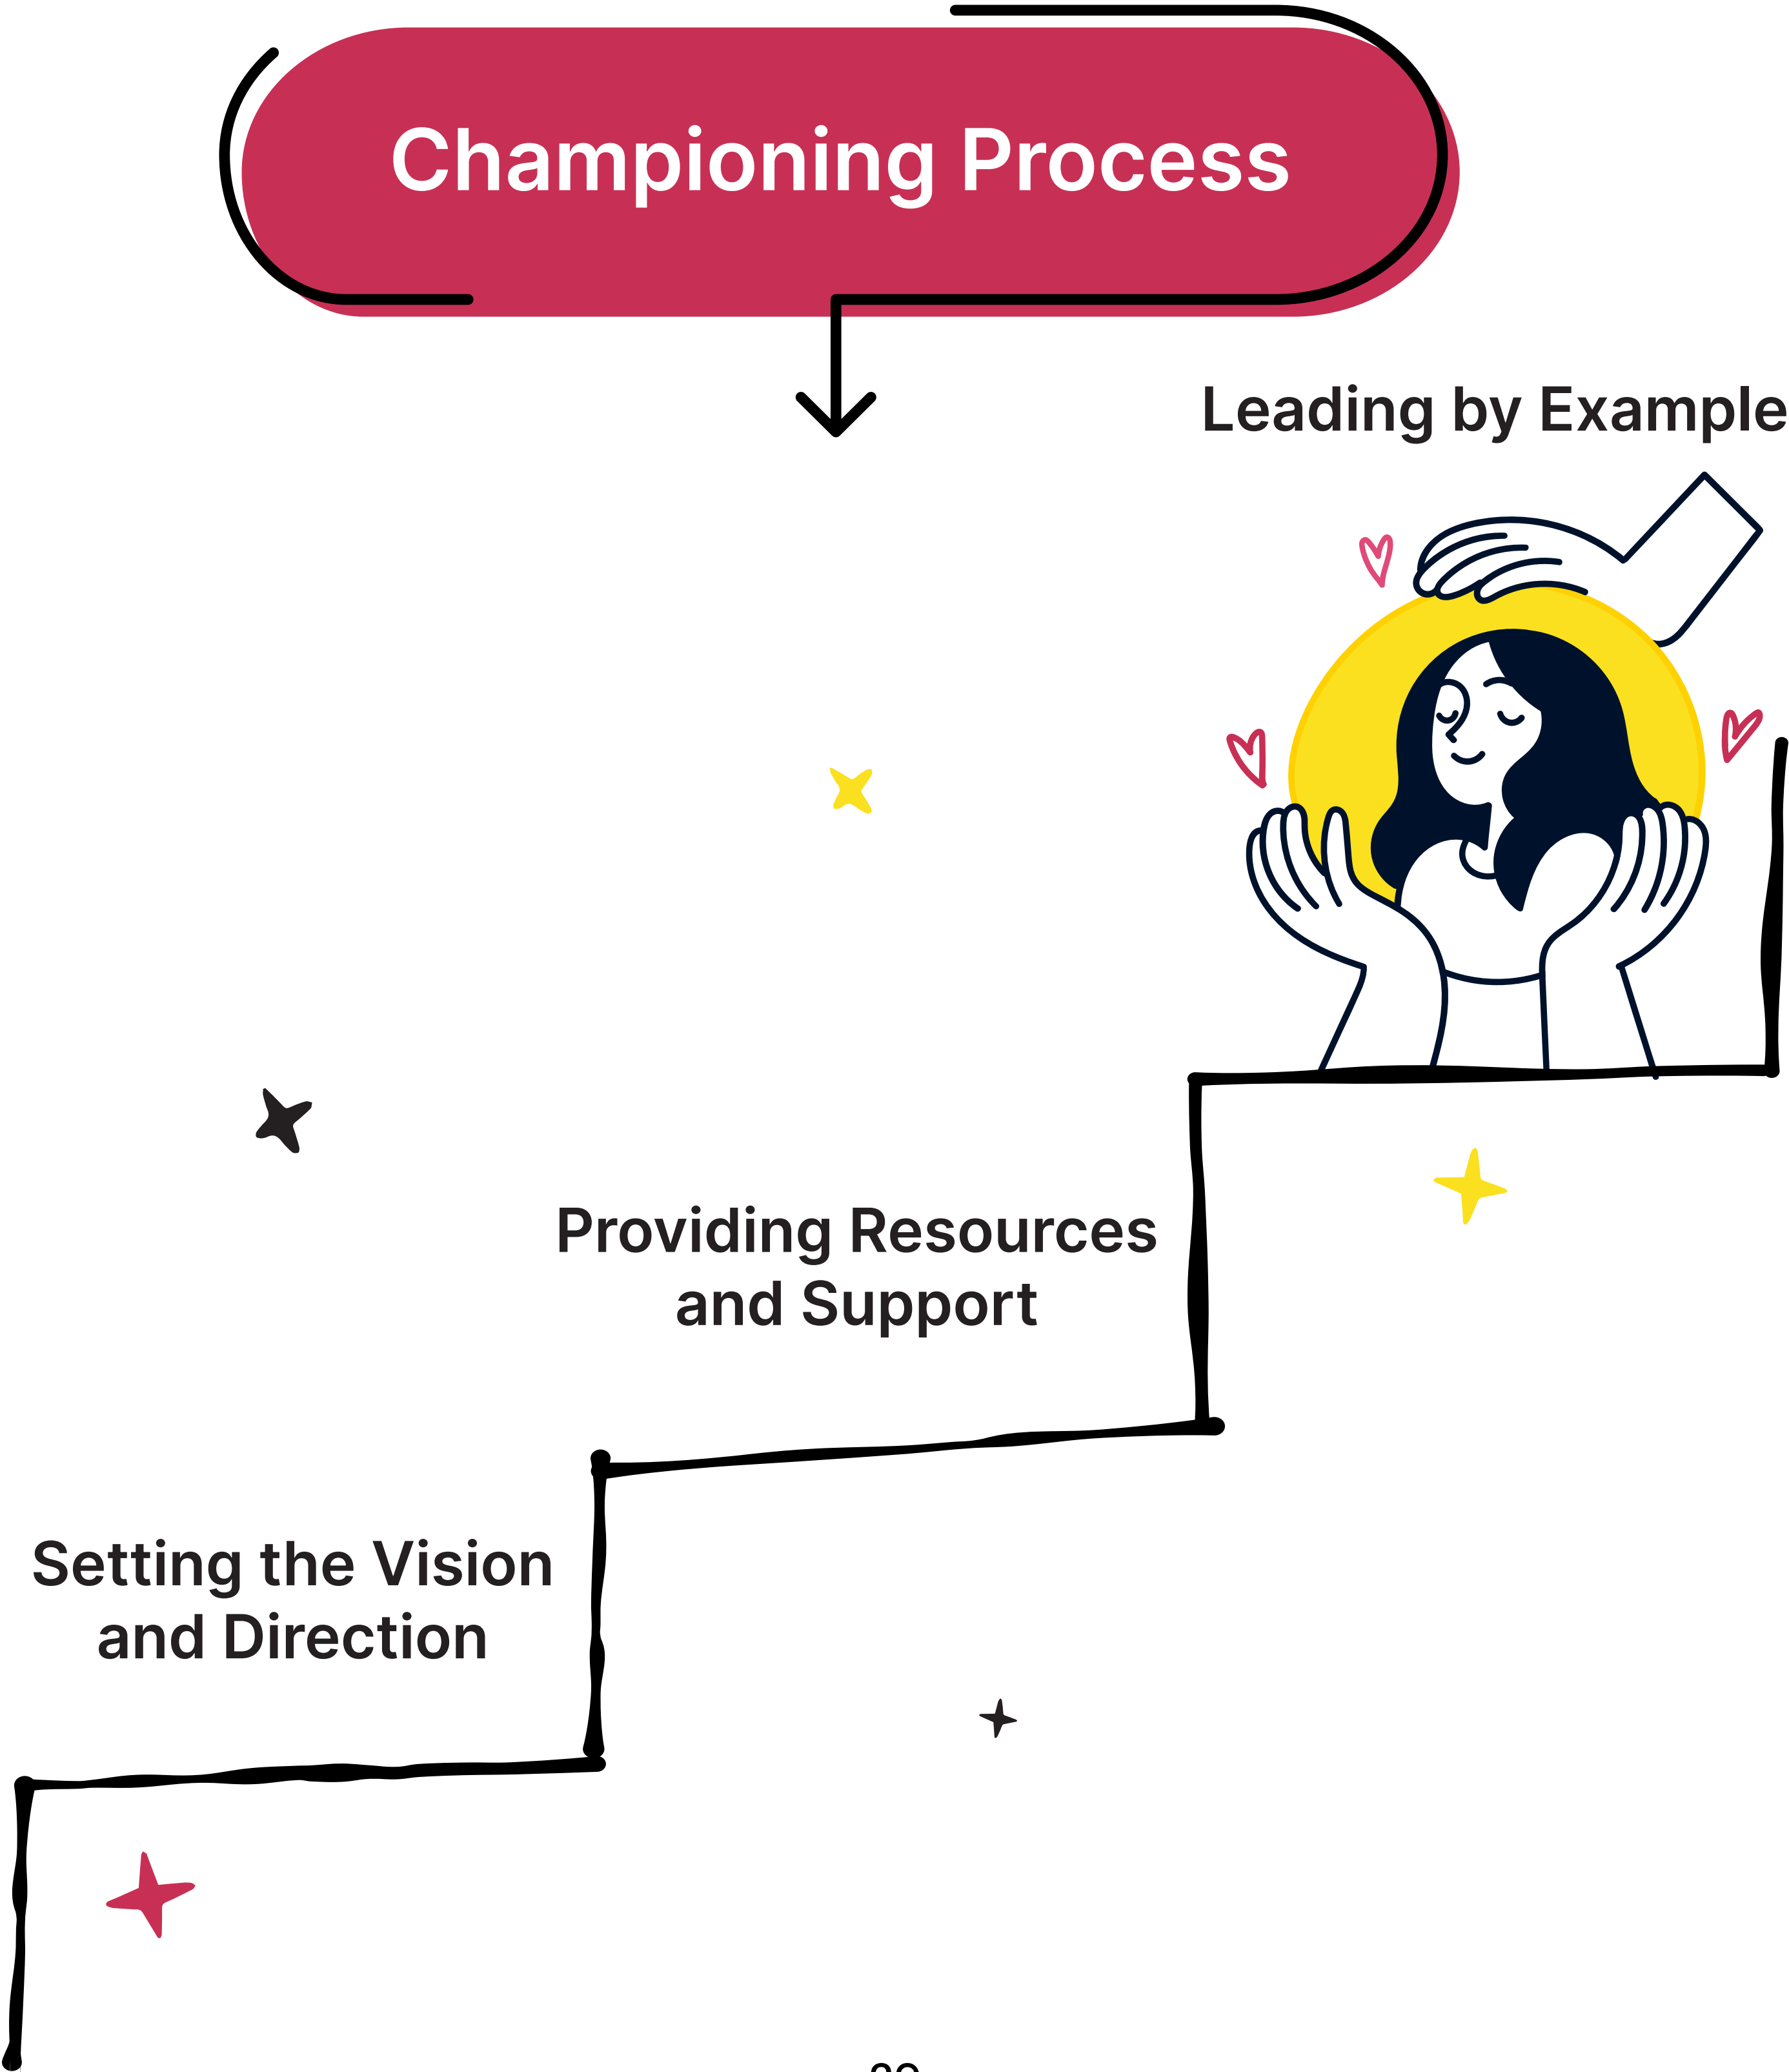 Championing Process
Leading by Example
Providing Resources
and Support
Setting the Vision
and Direction